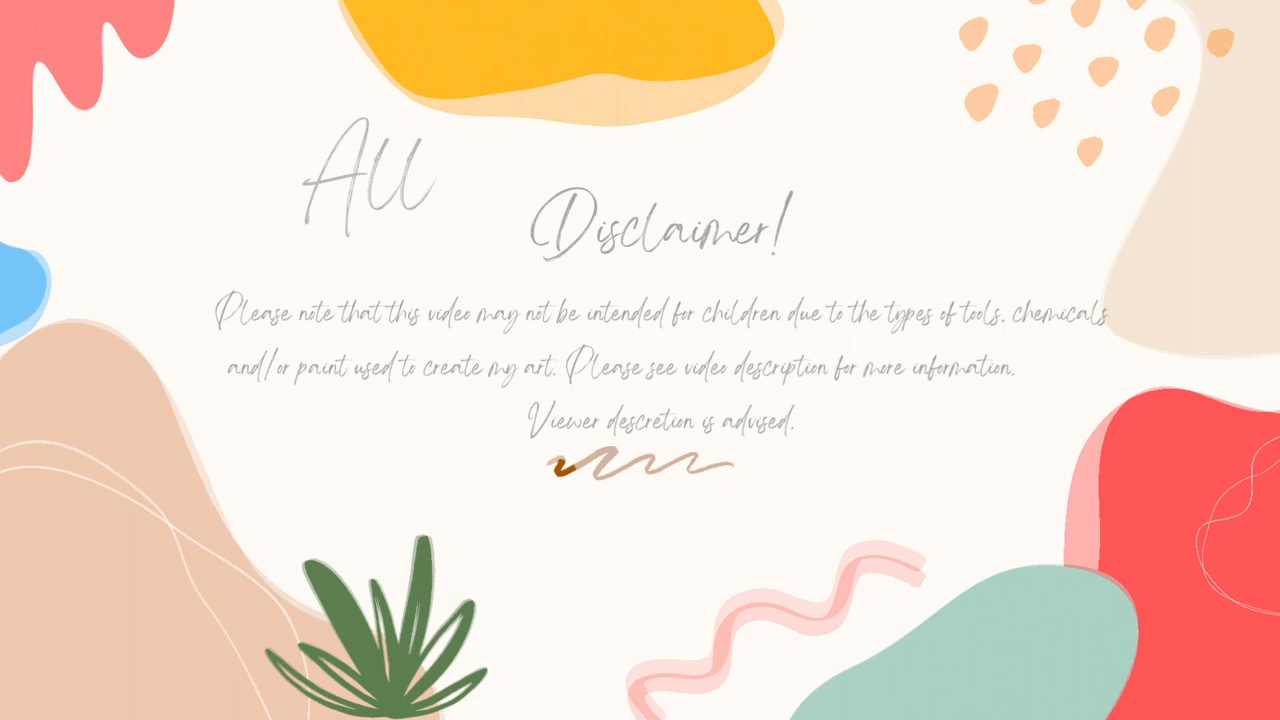 All
Disclaimer!
Please note that this video may not be intended for children due to the types of tools. chemicals
and/or paint used to create my art. Please see video description for more information.
Viewer descretion is advised.